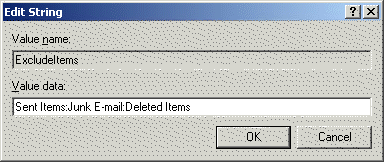 Edit String
Value name:
ExcludeItems
Value data:
Sent Items:Junk E-mail:Deleted Items
OK
Cancel